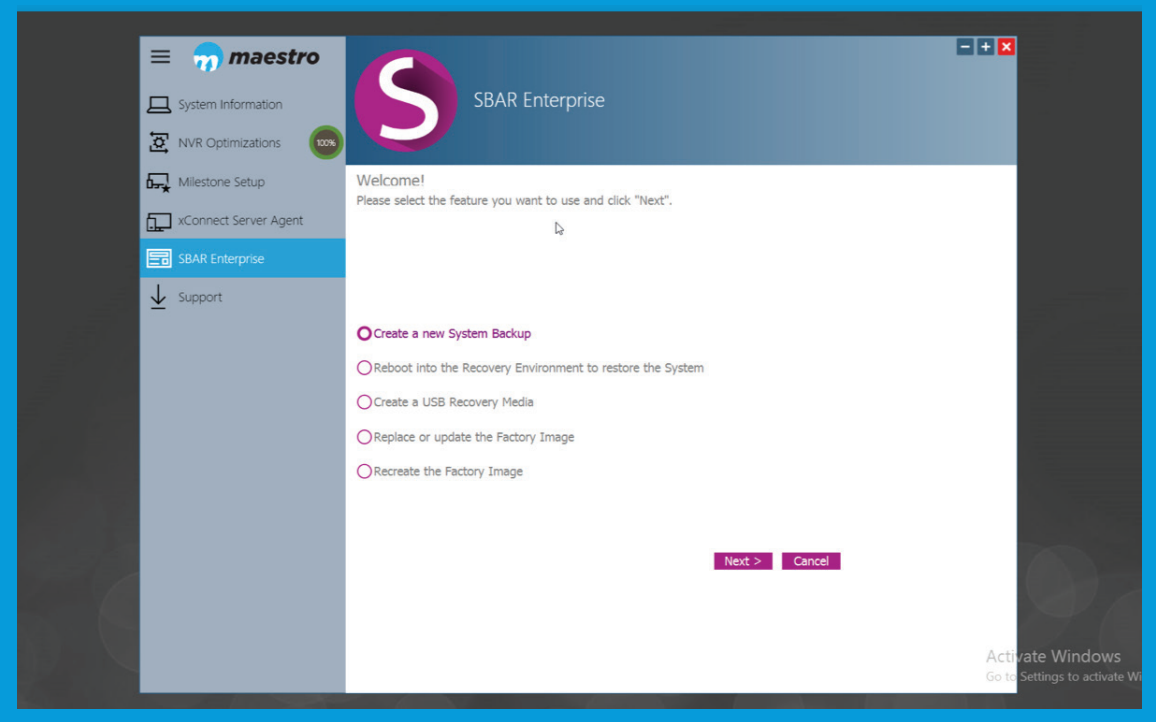 maestro
System Information
NVR Optimizations
100%
Milestone Setup
xConnect Server Agent
SBAR Enterprise
Support
S
SBAR Enterprise
Welcome!
Please select the feature you want to use and click "Next".
Create a new System Backup
Reboot into the Recovery Environment to restore the System
Create a USB Recovery Media
Replace or update the Factory Image
Recreate the Factory Image
Next >
Cancel
Activate Windows
Go to Settings to activate Wi